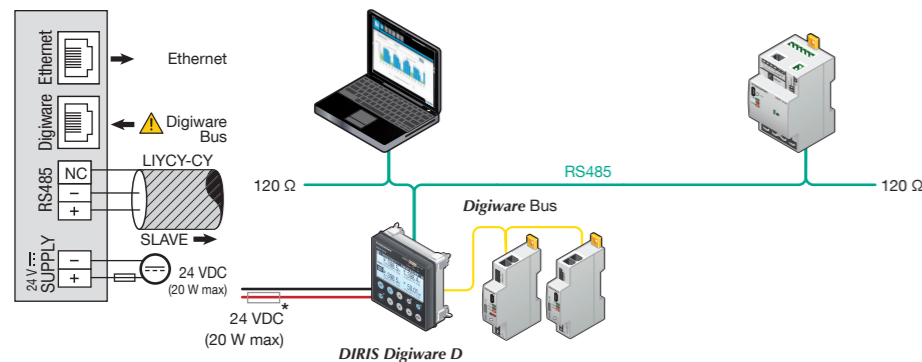 Ethernet
Ethernet
Digiware
Digiware
Bus
LIYCY-CY
RS485
NC
–
+
SLAVE
24 V
SUPPLY
–
+
24 VDC
(20 W max)
RS485
120 Ω
120 Ω
Digiware Bus
24 VDC
*
(20 W max)
DIRIS Digiware D